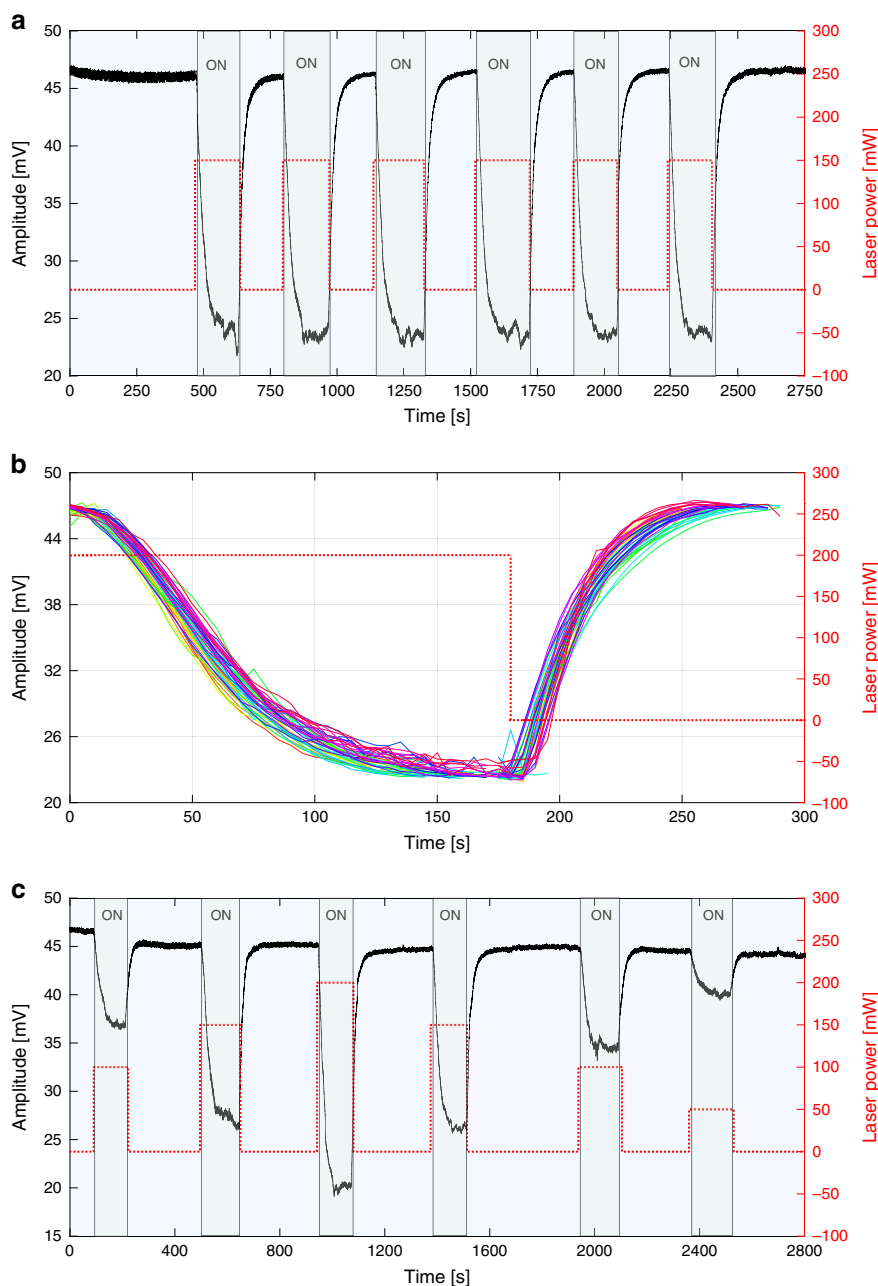 a
50
45
40
35
30
25
20
Amplitude [mV]
ON ON ON ON ON ON
300
250
200
150
100
50
0
−50
−100
Laser power [mW]
0 250 500 750 1000 1250 1500 1750 2000 2250 2500 2750
Time [s]
b
50
44
38
32
26
20
Amplitude [mV]
300
250
200
150
100
50
0
−50
−100
Laser power [mW]
0 50 100 150 200 250 300
Time [s]
c
50
45
40
35
30
25
20
15
Amplitude [mV]
ON ON ON ON ON ON
300
250
200
150
100
50
0
−50
−100
Laser power [mW]
0 400 800 1200 1600 2000 2400 2800
Time [s]